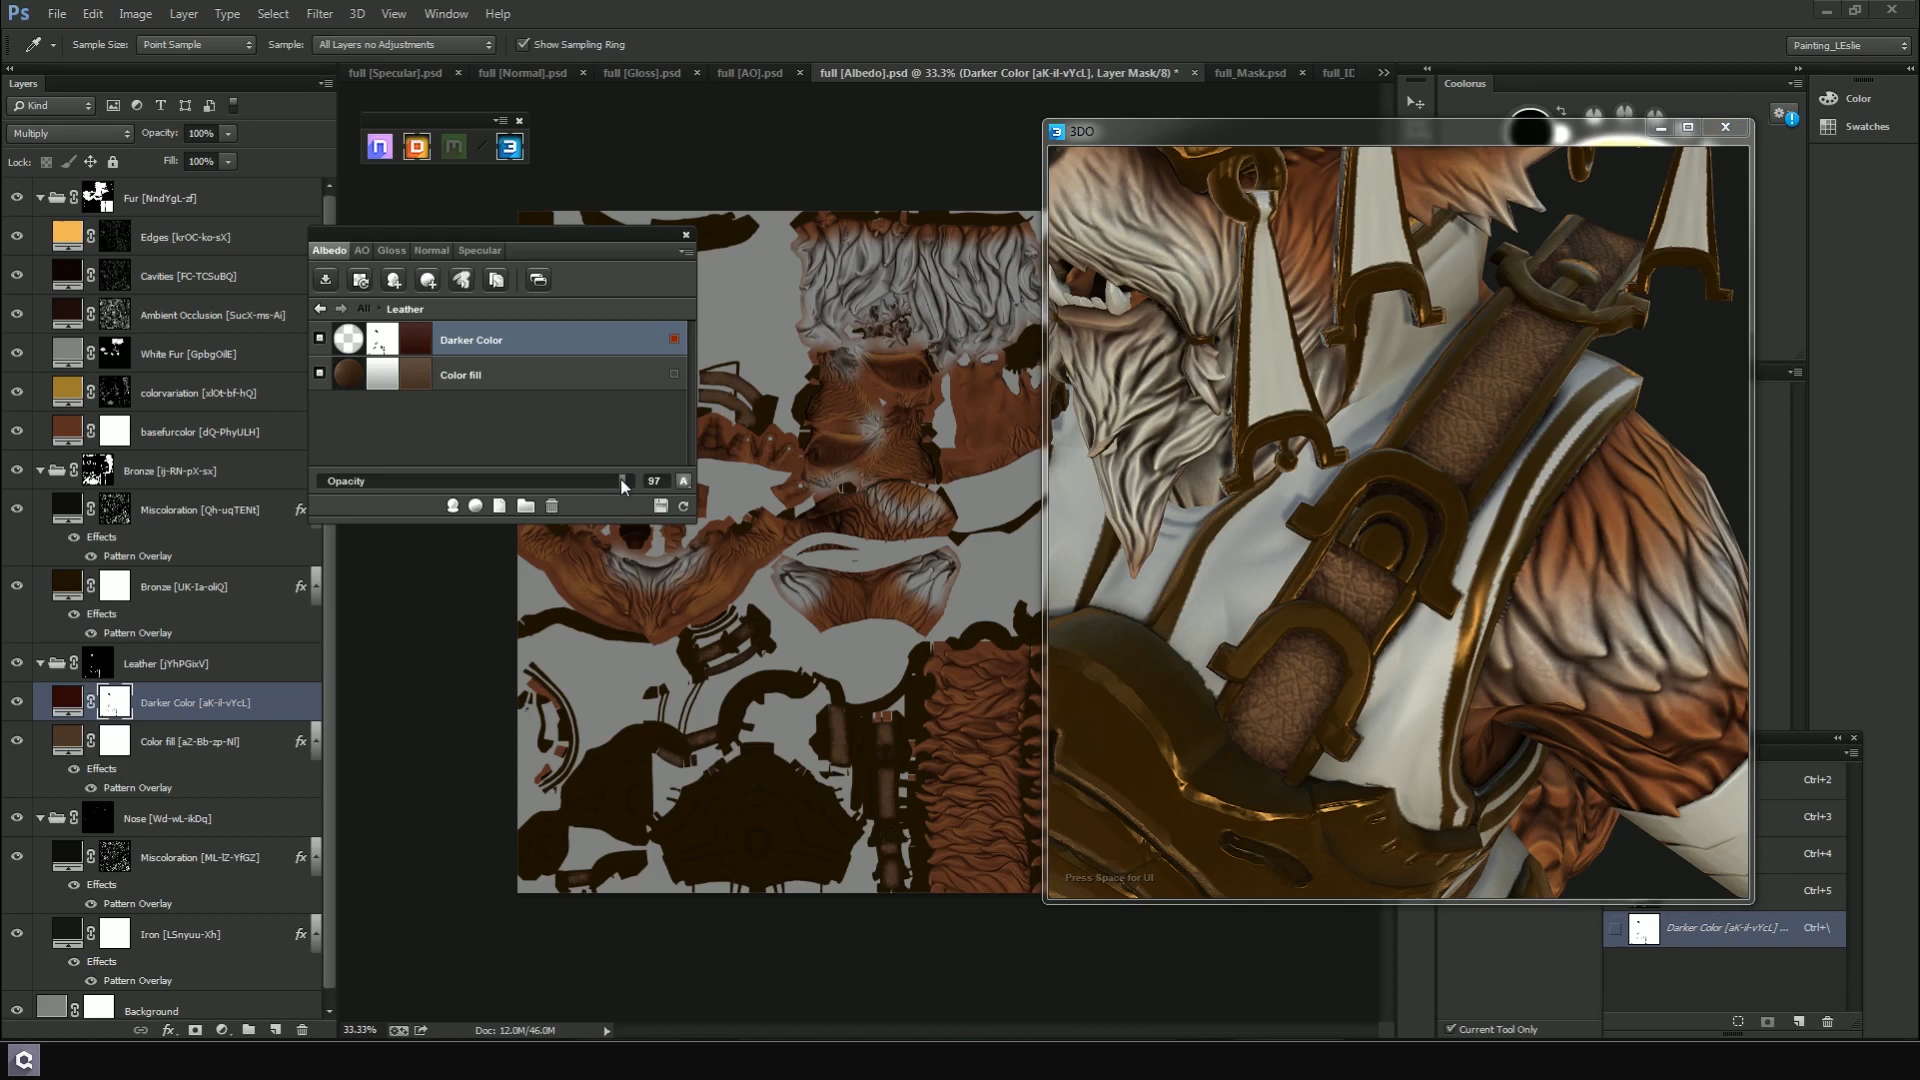 Ps File Edit Image Layer Type Select Filter 3D View Window Help
Sample Size: Point Sample Sample: All Layers no Adjustments Show Sampling Ring Painting_LEslie
Layers
full [Specular].psd × full [Normal].psd × full [Gloss].psd × full [AO].psd × full [Albedo].psd @ 33.3% (Darker Color [aK-il-vYcL], Layer Mask/8) * × full_Mask.psd × full_ID
Coolorus
Kind
Color
Swatches
Multiply Opacity: 100%
Lock: Fill: 100%
3DO
Fur [NndYgL-zf]
Edges [krOC-ko-sX]
Cavities [FC-TCSuBQ]
Ambient Occlusion [SucX-ms-Ai]
White Fur [GpbgOilE]
colorvariation [xlOt-bf-hQ]
basefurcolor [dQ-PhyULH]
Bronze [ij-RN-pX-sx]
Miscoloration [Qh-uqTENt] fx
Effects
Pattern Overlay
Bronze [UK-Ia-oliQ] fx
Effects
Pattern Overlay
Leather [jYhPGixV]
Darker Color [aK-il-vYcL]
Color fill [aZ-Bb-zp-Nl] fx
Effects
Pattern Overlay
Nose [Wd-wL-ikDq]
Miscoloration [ML-lZ-YfGZ] fx
Effects
Pattern Overlay
Iron [LSnyuu-Xh] fx
Effects
Pattern Overlay
Background
n D M 3
Albedo AO Gloss Normal Specular
All Leather
Darker Color
Color fill
Opacity 97 A
Press Space for UI
Ctrl+2
Ctrl+3
Ctrl+4
Ctrl+5
Darker Color [aK-il-vYcL] ... Ctrl+\
33.33% Doc: 12.0M/46.0M
Current Tool Only